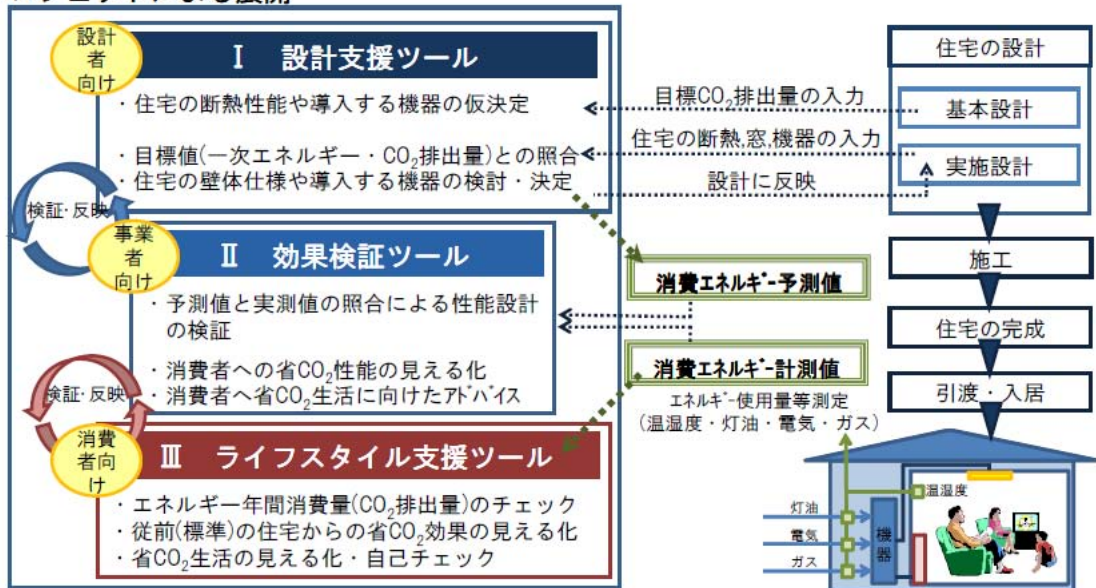 設計
者
向け
Ⅰ 設計支援ツール
・住宅の断熱性能や導入する機器の仮決定
・目標値(一次エネルギー・CO₂排出量)との照合
・住宅の壁体仕様や導入する機器の検討・決定
検証・反映
事業
者
向け
Ⅱ 効果検証ツール
・予測値と実測値の照合による性能設計
の検証
・消費者への省CO₂性能の見える化
・消費者へ省CO₂生活に向けたアドバイス
検証・反映
消費
者向
け
Ⅲ ライフスタイル支援ツール
・エネルギー年間消費量(CO₂排出量)のチェック
・従前(標準)の住宅からの省CO₂効果の見える化
・省CO₂生活の見える化・自己チェック
目標CO₂排出量の入力
住宅の断熱,窓,機器の入力
設計に反映
消費エネルギー予測値
消費エネルギー計測値
エネルギー使用量等測定
(温湿度・灯油・電気・ガス)
住宅の設計
基本設計
実施設計
施工
住宅の完成
引渡・入居
温湿度
灯油
電気
ガス
機器